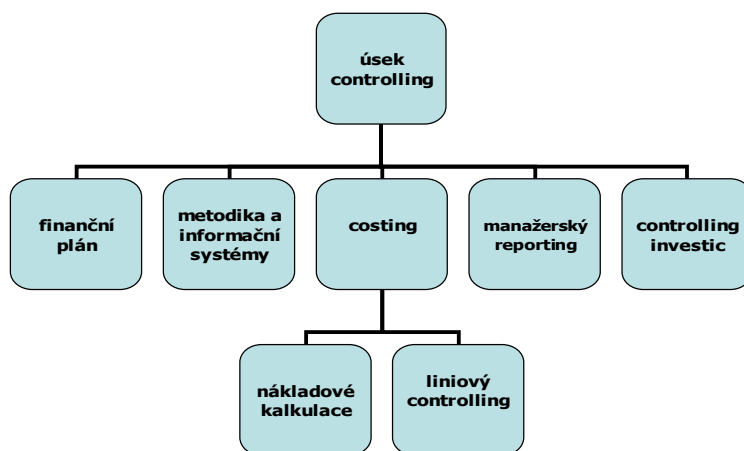 úsek
controlling
finanční
plán
metodika a
informační
systémy
costing
manažerský
reporting
controlling
investic
nákladové
kalkulace
liniový
controlling